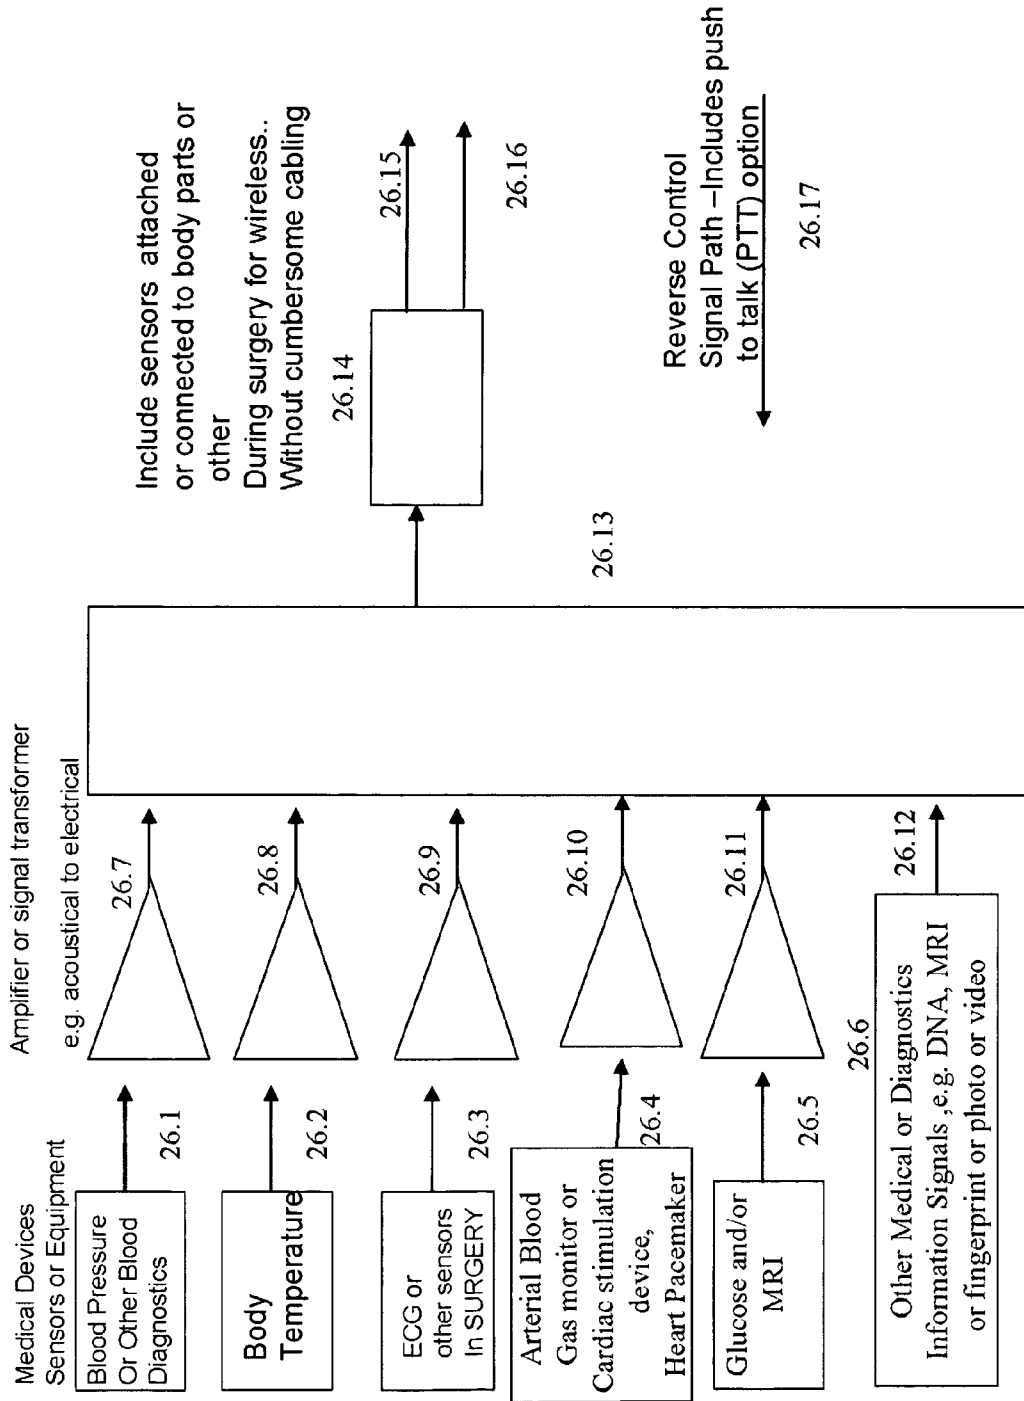 Medical Devices
Sensors or Equipment
Amplifier or signal transformer
e.g. acoustical to electrical
Blood Pressure
Or Other Blood
Diagnostics
26.1
26.7
Body
Temperature
26.2
26.8
ECG or
other sensors
In SURGERY
26.3
26.9
Arterial Blood
Gas monitor or
Cardiac stimulation
device,
Heart Pacemaker
26.4
26.10
Glucose and/or
MRI
26.5
26.11
26.6
Other Medical or Diagnostics
Information Signals ,e.g. DNA, MRI
or fingerprint or photo or video
26.12
26.13
26.14
Include sensors attached
or connected to body parts or
other
During surgery for wireless..
Without cumbersome cabling
26.15
26.16
Reverse Control
Signal Path –Includes push
to talk (PTT) option
26.17